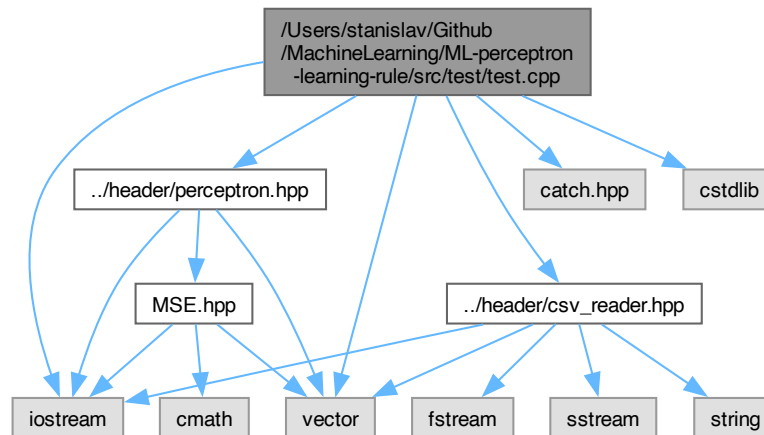 /Users/stanislav/Github
/MachineLearning/ML-perceptron
-learning-rule/src/test/test.cpp
../header/perceptron.hpp
catch.hpp
cstdlib
MSE.hpp
../header/csv_reader.hpp
iostream
cmath
vector
fstream
sstream
string